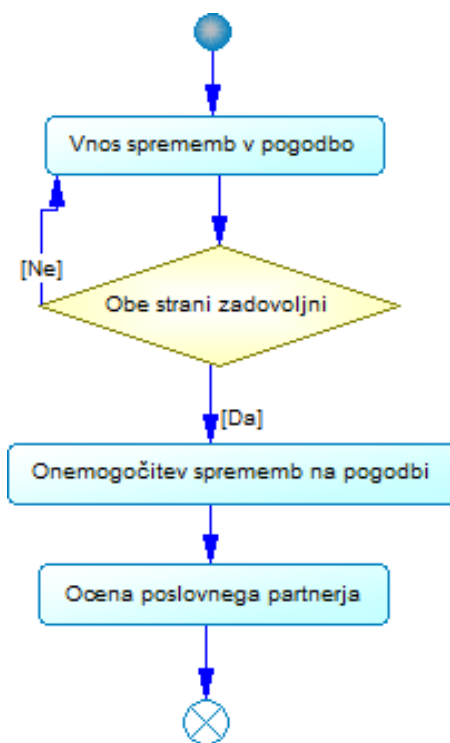 Vnos sprememb v pogodbo
[Ne]
Obe strani zadovoljni
[Da]
Onemogočitev sprememb na pogodbi
Ocena poslovnega partnerja